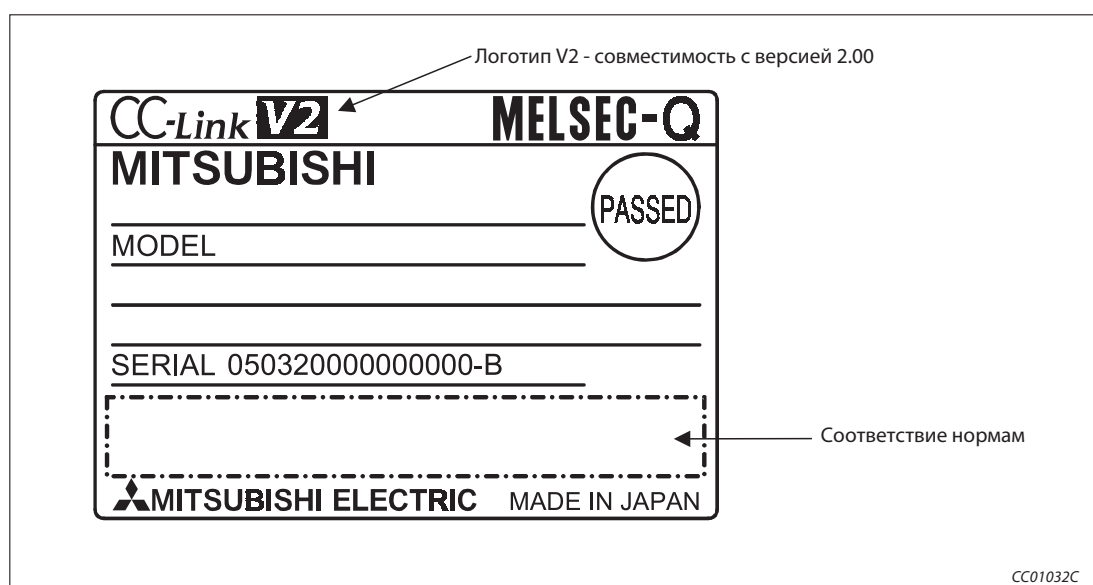 Логотип V2 - совместимость с версией 2.00
CC-Link V2 MELSEC-Q
MITSUBISHI
PASSED
MODEL
SERIAL 050320000000000-B
Соответствие нормам
MITSUBISHI ELECTRIC MADE IN JAPAN
CC01032C